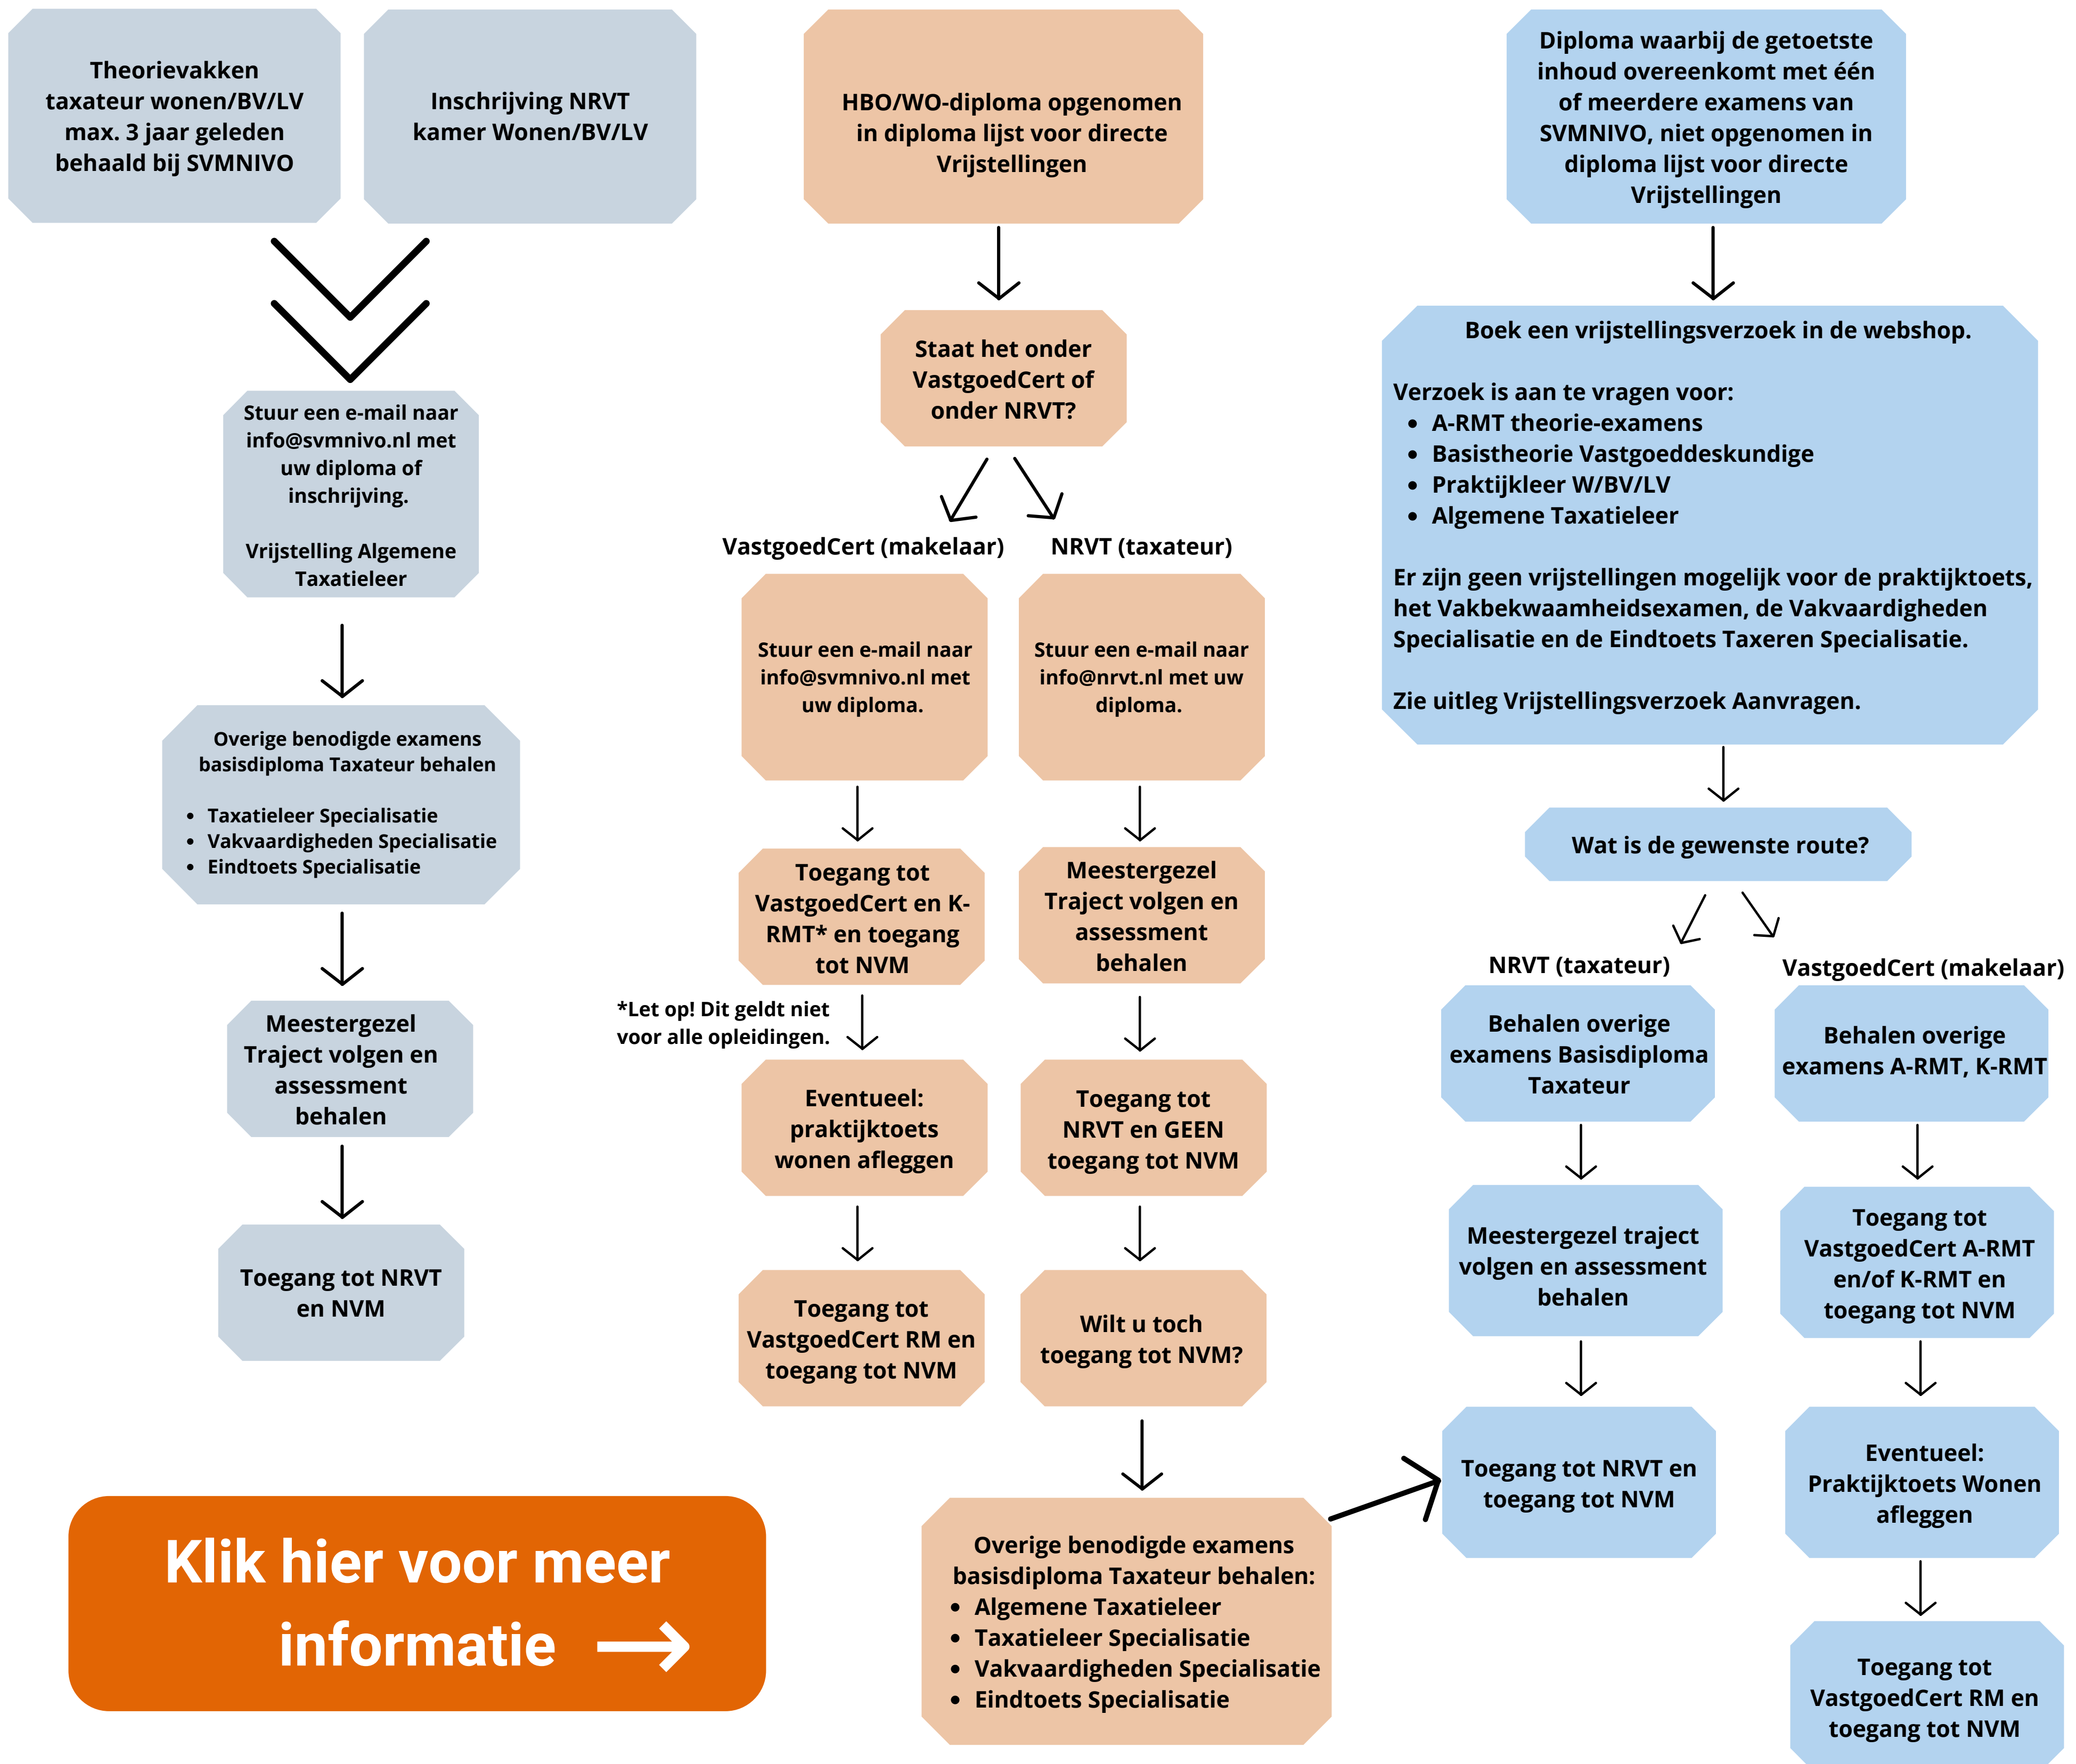 Theorievakken
taxateur wonen/BV/LV
max. 3 jaar geleden
behaald bij SVMNIVO
Inschrijving NRVT
kamer Wonen/BV/LV
Stuur een e-mail naar
info@svmnivo.nl met
uw diploma of
inschrijving.
Vrijstelling Algemene
Taxatieleer
Overige benodigde examens
basisdiploma Taxateur behalen
• Taxatieleer Specialisatie
• Vakvaardigheden Specialisatie
• Eindtoets Specialisatie
Meestergezel
Traject volgen en
assessment
behalen
Toegang tot NRVT
en NVM
HBO/WO-diploma opgenomen
in diploma lijst voor directe
Vrijstellingen
Staat het onder
VastgoedCert of
onder NRVT?
VastgoedCert (makelaar)
Stuur een e-mail naar
info@svmnivo.nl met
uw diploma.
Toegang tot
VastgoedCert en K-
RMT* en toegang
tot NVM
*Let op! Dit geldt niet
voor alle opleidingen.
Eventueel:
praktijktoets
wonen afleggen
Toegang tot
VastgoedCert RM en
toegang tot NVM
NRVT (taxateur)
Stuur een e-mail naar
info@nrvt.nl met uw
diploma.
Meestergezel
Traject volgen en
assessment
behalen
Toegang tot
NRVT en GEEN
toegang tot NVM
Wilt u toch
toegang tot NVM?
Overige benodigde examens
basisdiploma Taxateur behalen:
• Algemene Taxatieleer
• Taxatieleer Specialisatie
• Vakvaardigheden Specialisatie
• Eindtoets Specialisatie
Diploma waarbij de getoetste
inhoud overeenkomt met één
of meerdere examens van
SVMNIVO, niet opgenomen in
diploma lijst voor directe
Vrijstellingen
Boek een vrijstellingsverzoek in de webshop.
Verzoek is aan te vragen voor:
• A-RMT theorie-examens
• Basistheorie Vastgoeddeskundige
• Praktijkleer W/BV/LV
• Algemene Taxatieleer
Er zijn geen vrijstellingen mogelijk voor de praktijktoets,
het Vakbekwaamheidsexamen, de Vakvaardigheden
Specialisatie en de Eindtoets Taxeren Specialisatie.
Zie uitleg Vrijstellingsverzoek Aanvragen.
Wat is de gewenste route?
NRVT (taxateur)
Behalen overige
examens Basisdiploma
Taxateur
Meestergezel traject
volgen en assessment
behalen
Toegang tot NRVT en
toegang tot NVM
VastgoedCert (makelaar)
Behalen overige
examens A-RMT, K-RMT
Toegang tot
VastgoedCert A-RMT
en/of K-RMT en
toegang tot NVM
Eventueel:
Praktijktoets Wonen
afleggen
Toegang tot
VastgoedCert RM en
toegang tot NVM
Klik hier voor meer
informatie →